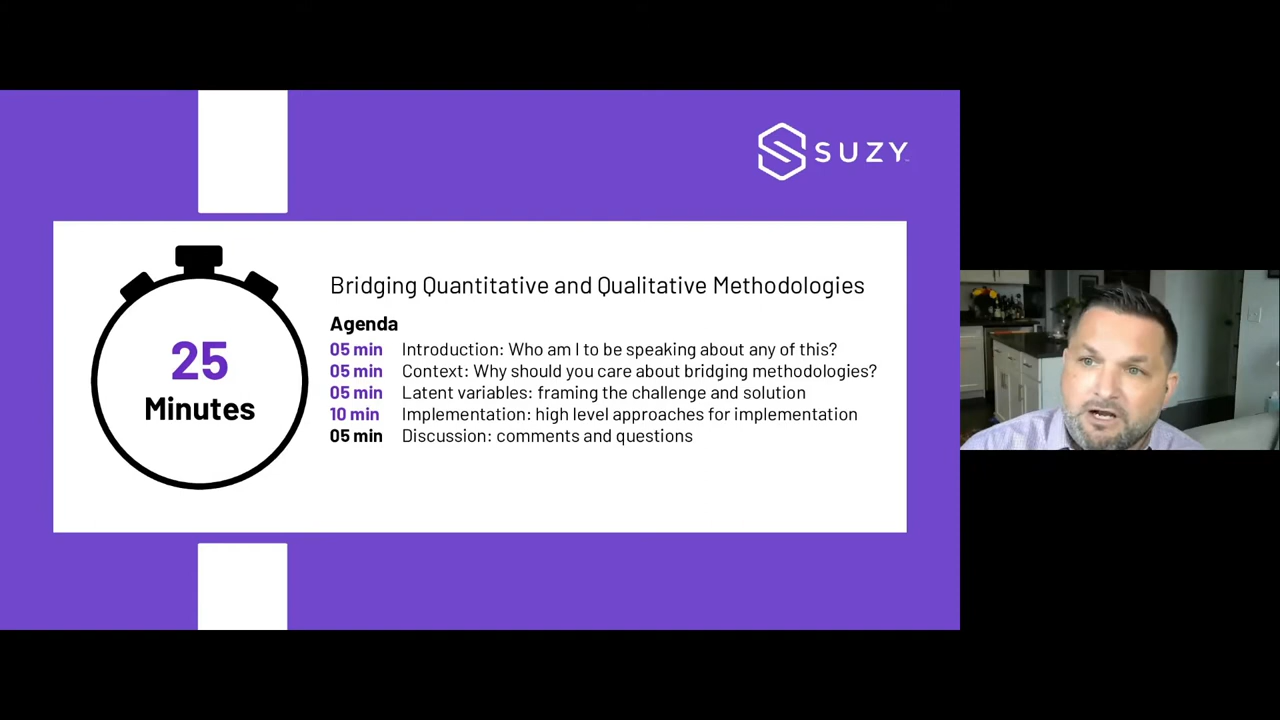 SUZY
25
Minutes
Bridging Quantitative and Qualitative Methodologies
Agenda
05 min Introduction: Who am I to be speaking about any of this?
05 min Context: Why should you care about bridging methodologies?
05 min Latent variables: framing the challenge and solution
10 min Implementation: high level approaches for implementation
05 min Discussion: comments and questions